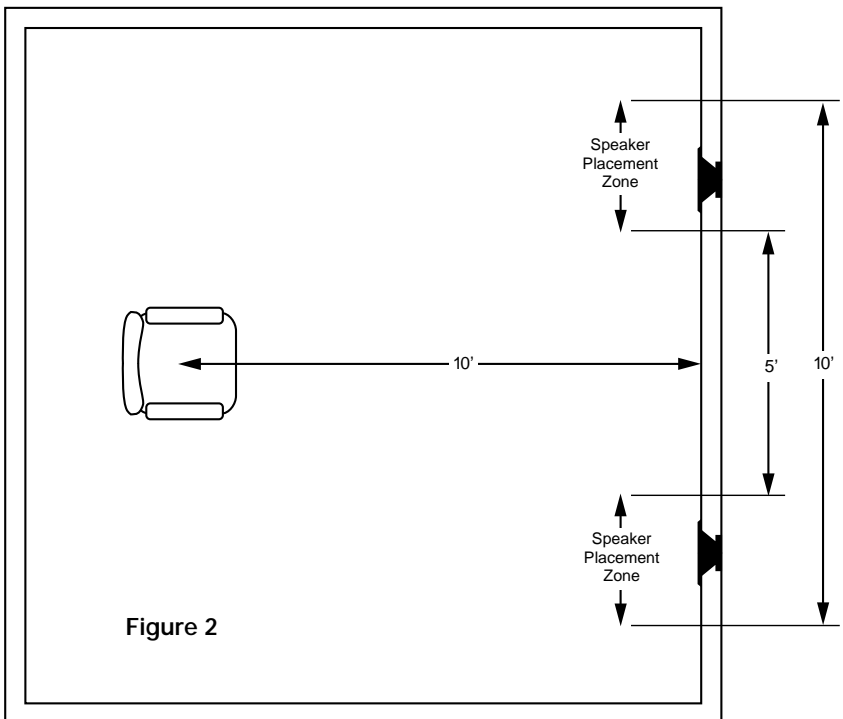 Speaker
Placement
Zone
10’
5’
10’
Speaker
Placement
Zone
Figure 2